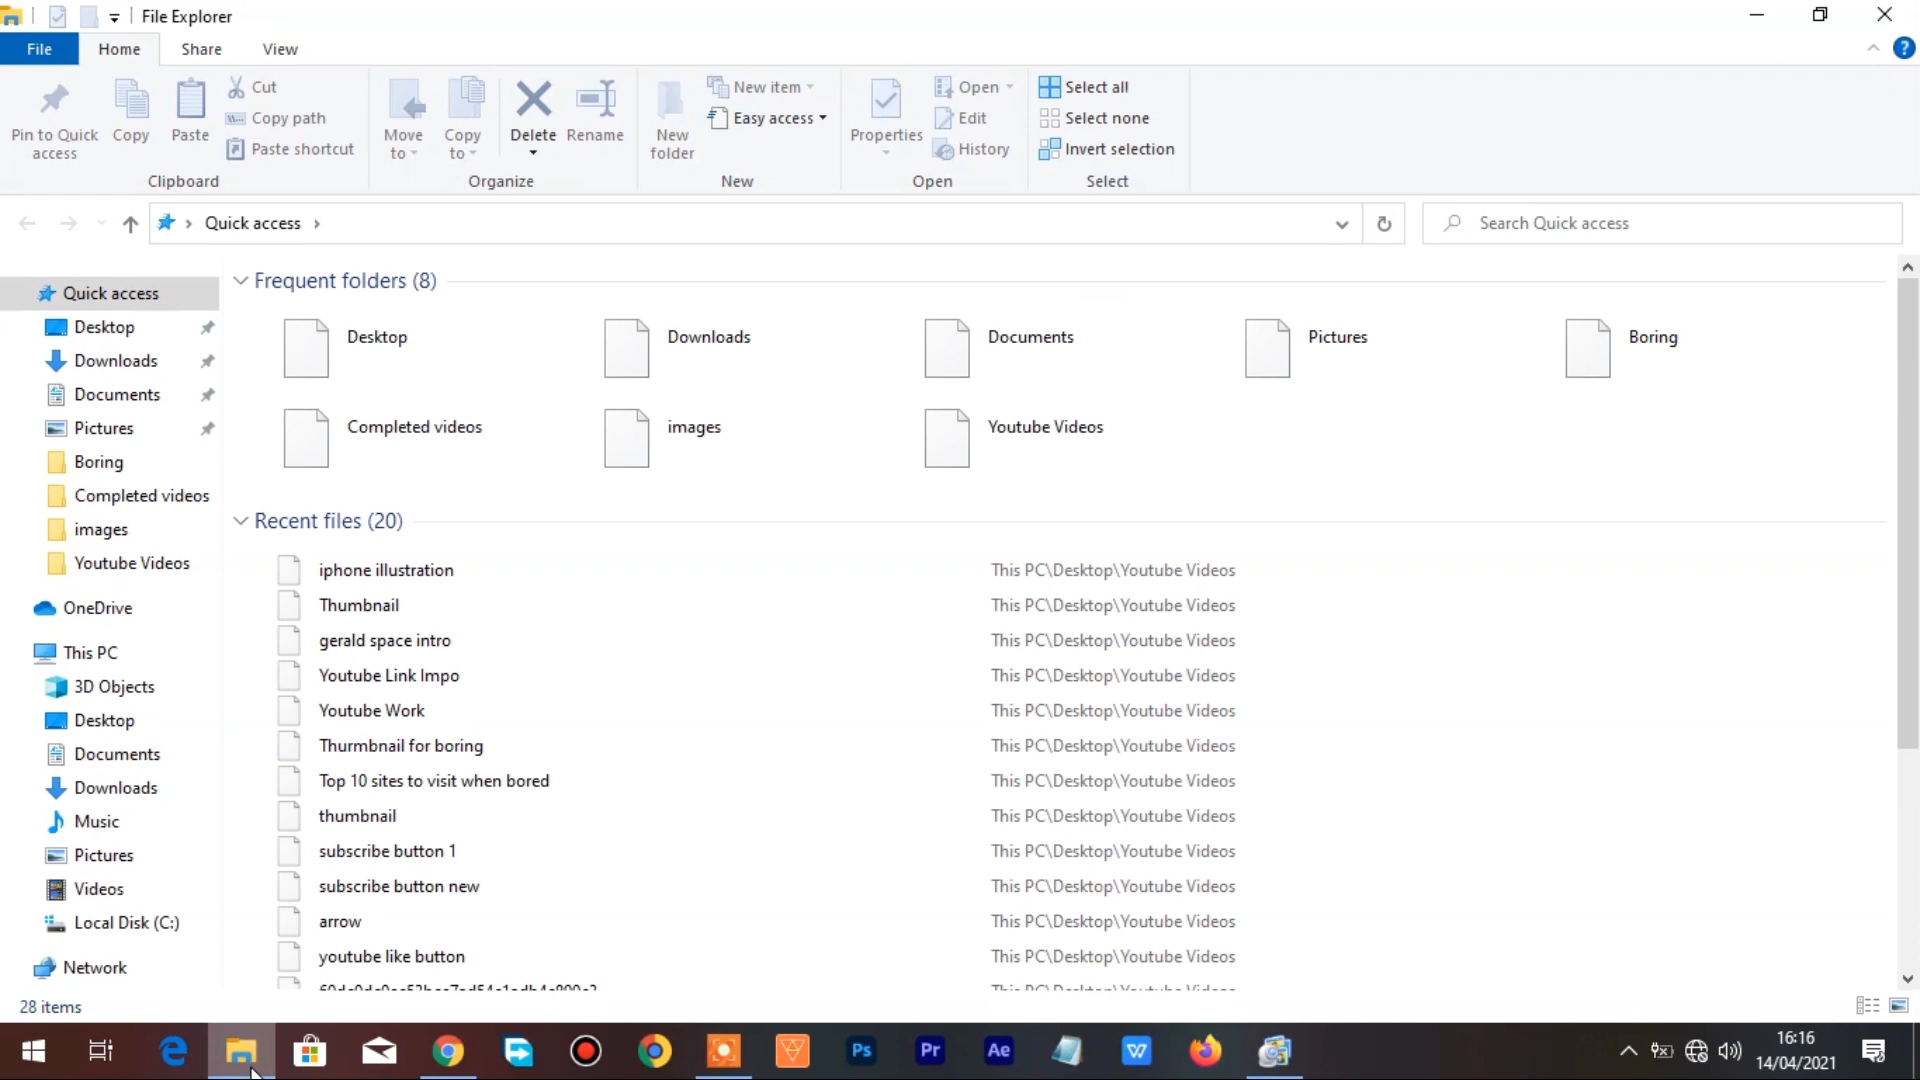 File Explorer
File
Home
Share
View
Pin to Quick
access
Copy
Paste
Cut
Copy path
Paste shortcut
Clipboard
Move
to
Copy
to
Delete
Rename
Organize
New
folder
New item
Easy access
New
Properties
Open
Edit
History
Open
Select all
Select none
Invert selection
Select
Quick access
Search Quick access
Quick access
Desktop
Downloads
Documents
Pictures
Boring
Completed videos
images
Youtube Videos
OneDrive
This PC
3D Objects
Desktop
Documents
Downloads
Music
Pictures
Videos
Local Disk (C:)
Network
Frequent folders (8)
Desktop
Downloads
Documents
Pictures
Boring
Completed videos
images
Youtube Videos
Recent files (20)
iphone illustration This PC\Desktop\Youtube Videos
Thumbnail This PC\Desktop\Youtube Videos
gerald space intro This PC\Desktop\Youtube Videos
Youtube Link Impo This PC\Desktop\Youtube Videos
Youtube Work This PC\Desktop\Youtube Videos
Thurmbnail for boring This PC\Desktop\Youtube Videos
Top 10 sites to visit when bored This PC\Desktop\Youtube Videos
thumbnail This PC\Desktop\Youtube Videos
subscribe button 1 This PC\Desktop\Youtube Videos
subscribe button new This PC\Desktop\Youtube Videos
arrow This PC\Desktop\Youtube Videos
youtube like button This PC\Desktop\Youtube Videos
This PC\Desktop\Youtube Videos
28 items
Ps
Pr
Ae
W
16:16
14/04/2021